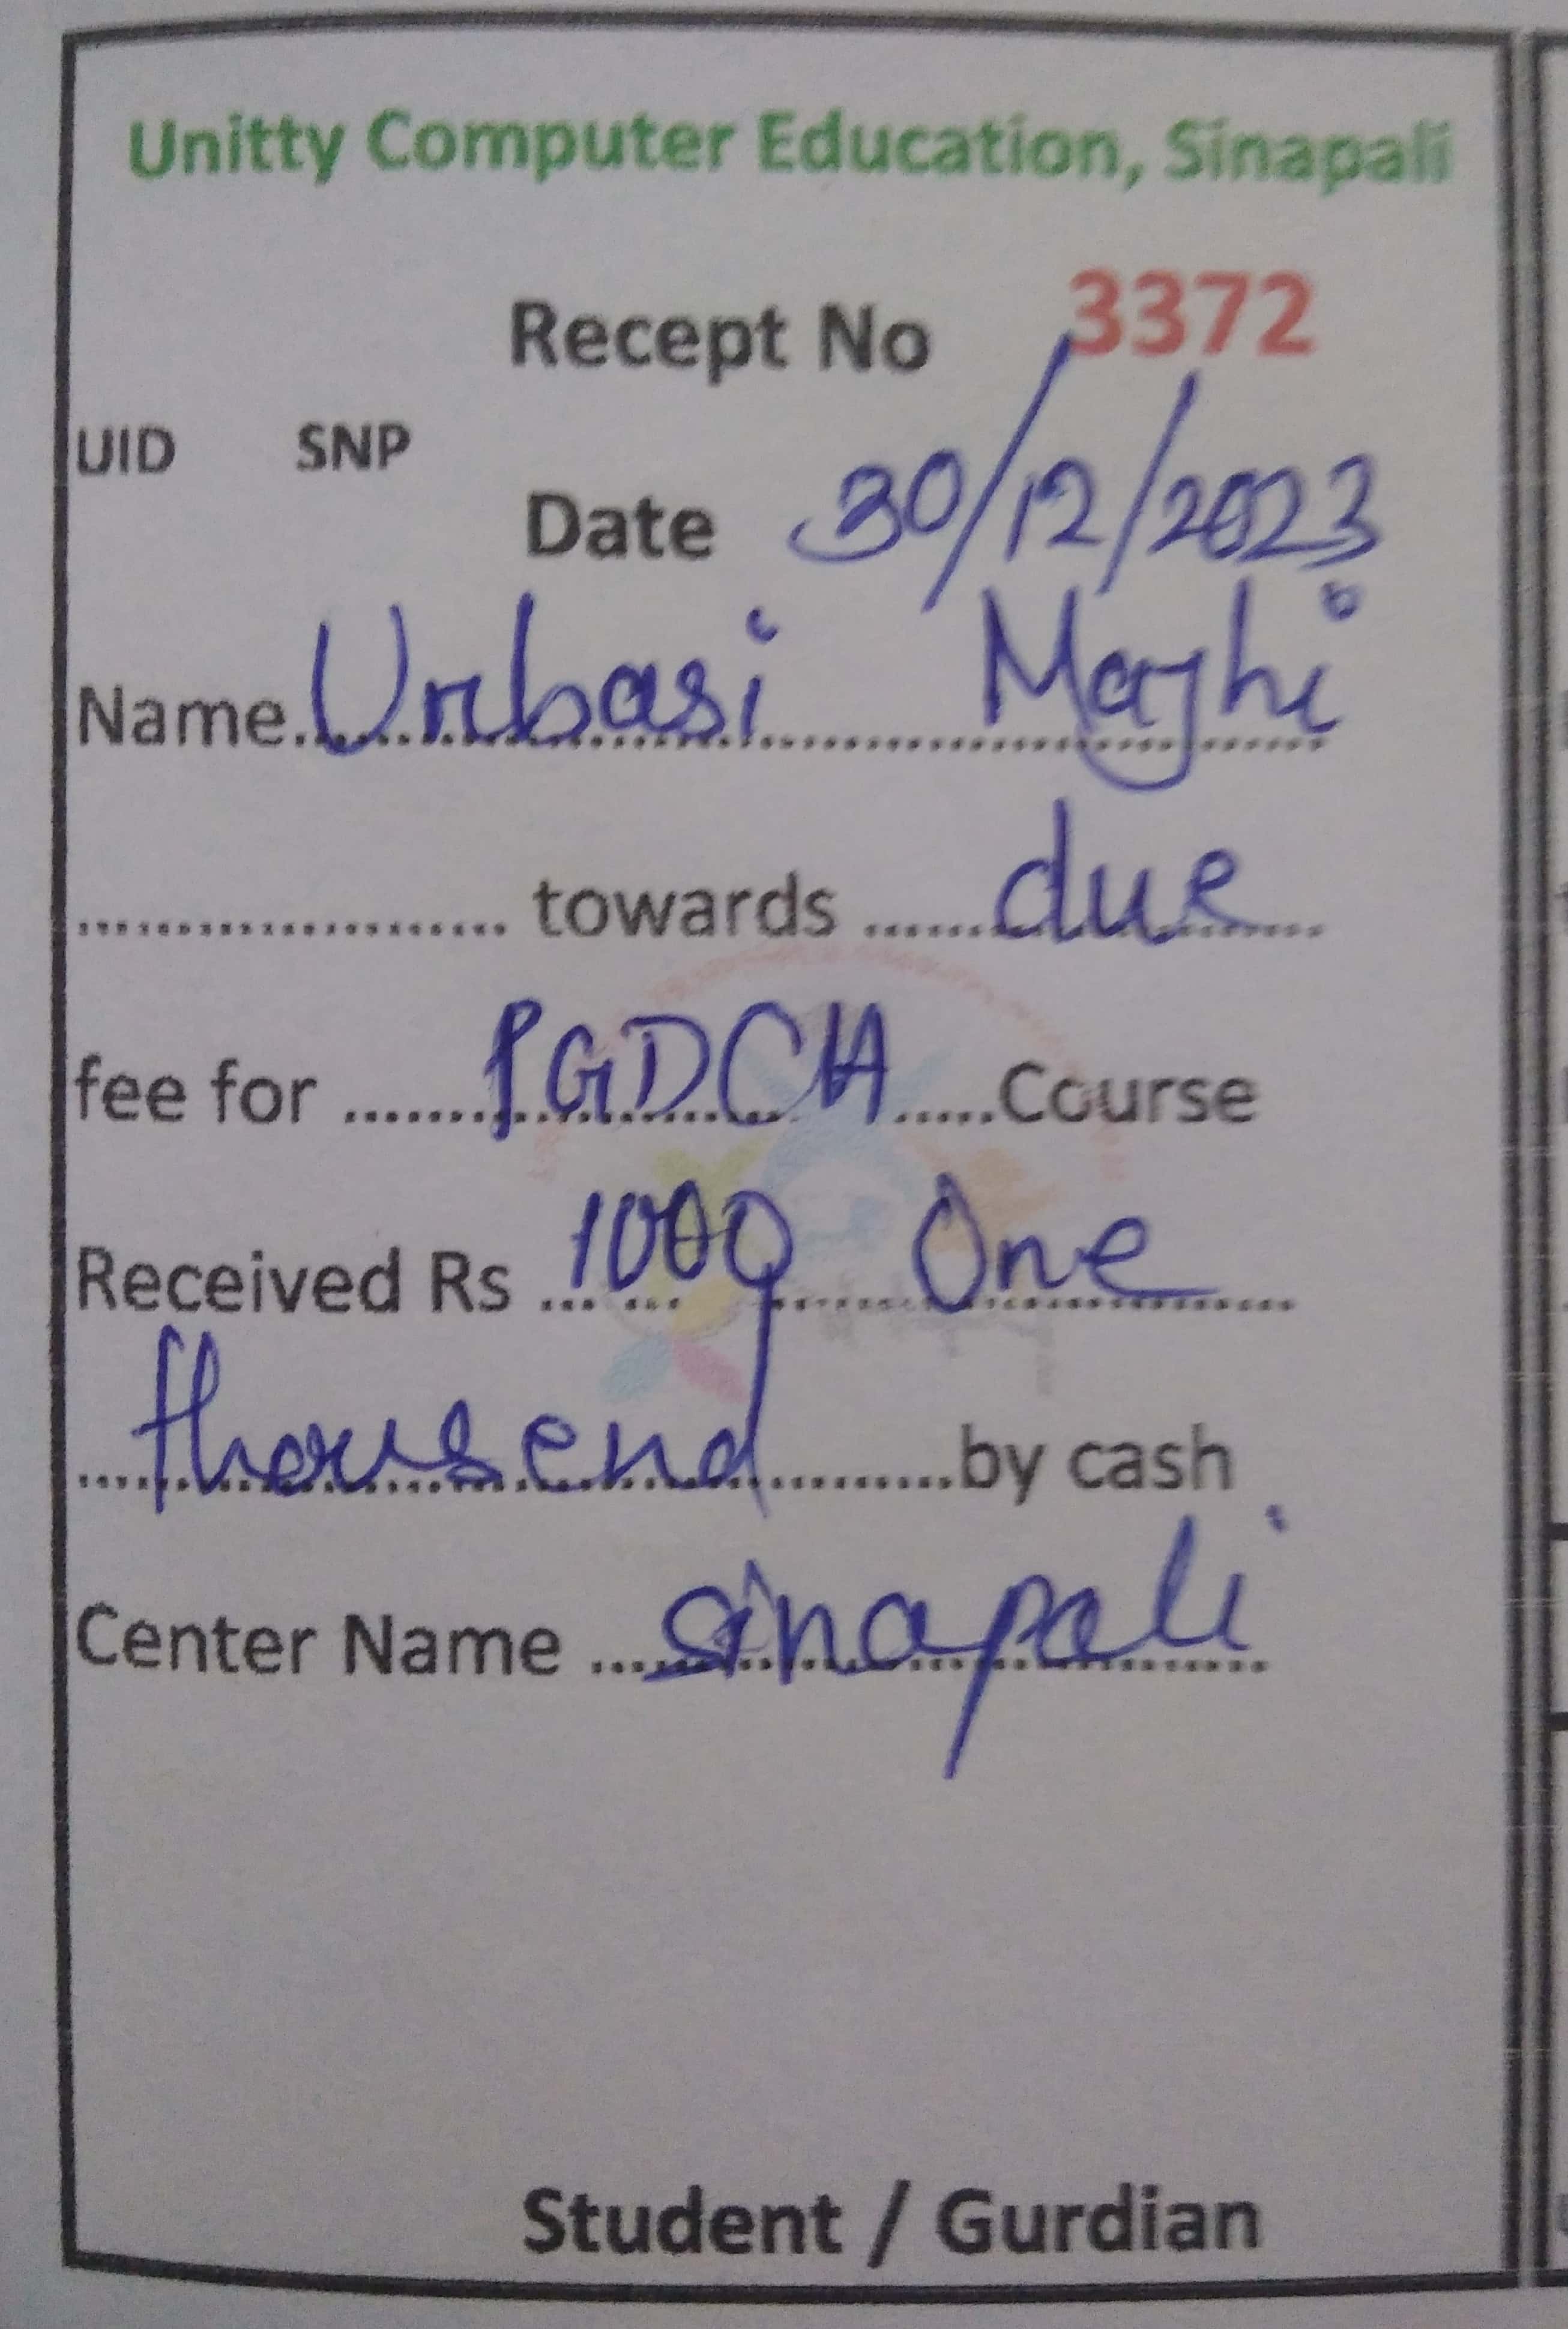 Unitty Computer Education, Sinapali
Recept No 3372
UID SNP
Date 30/12/2023
Name. Urbasi Majhi
.................... towards ...... due ......
fee for ....... PGDCA ..... Course
Received Rs ... 1000 One ......
... thousend ..........by cash
Center Name ... sinapali ......
Student / Gurdian